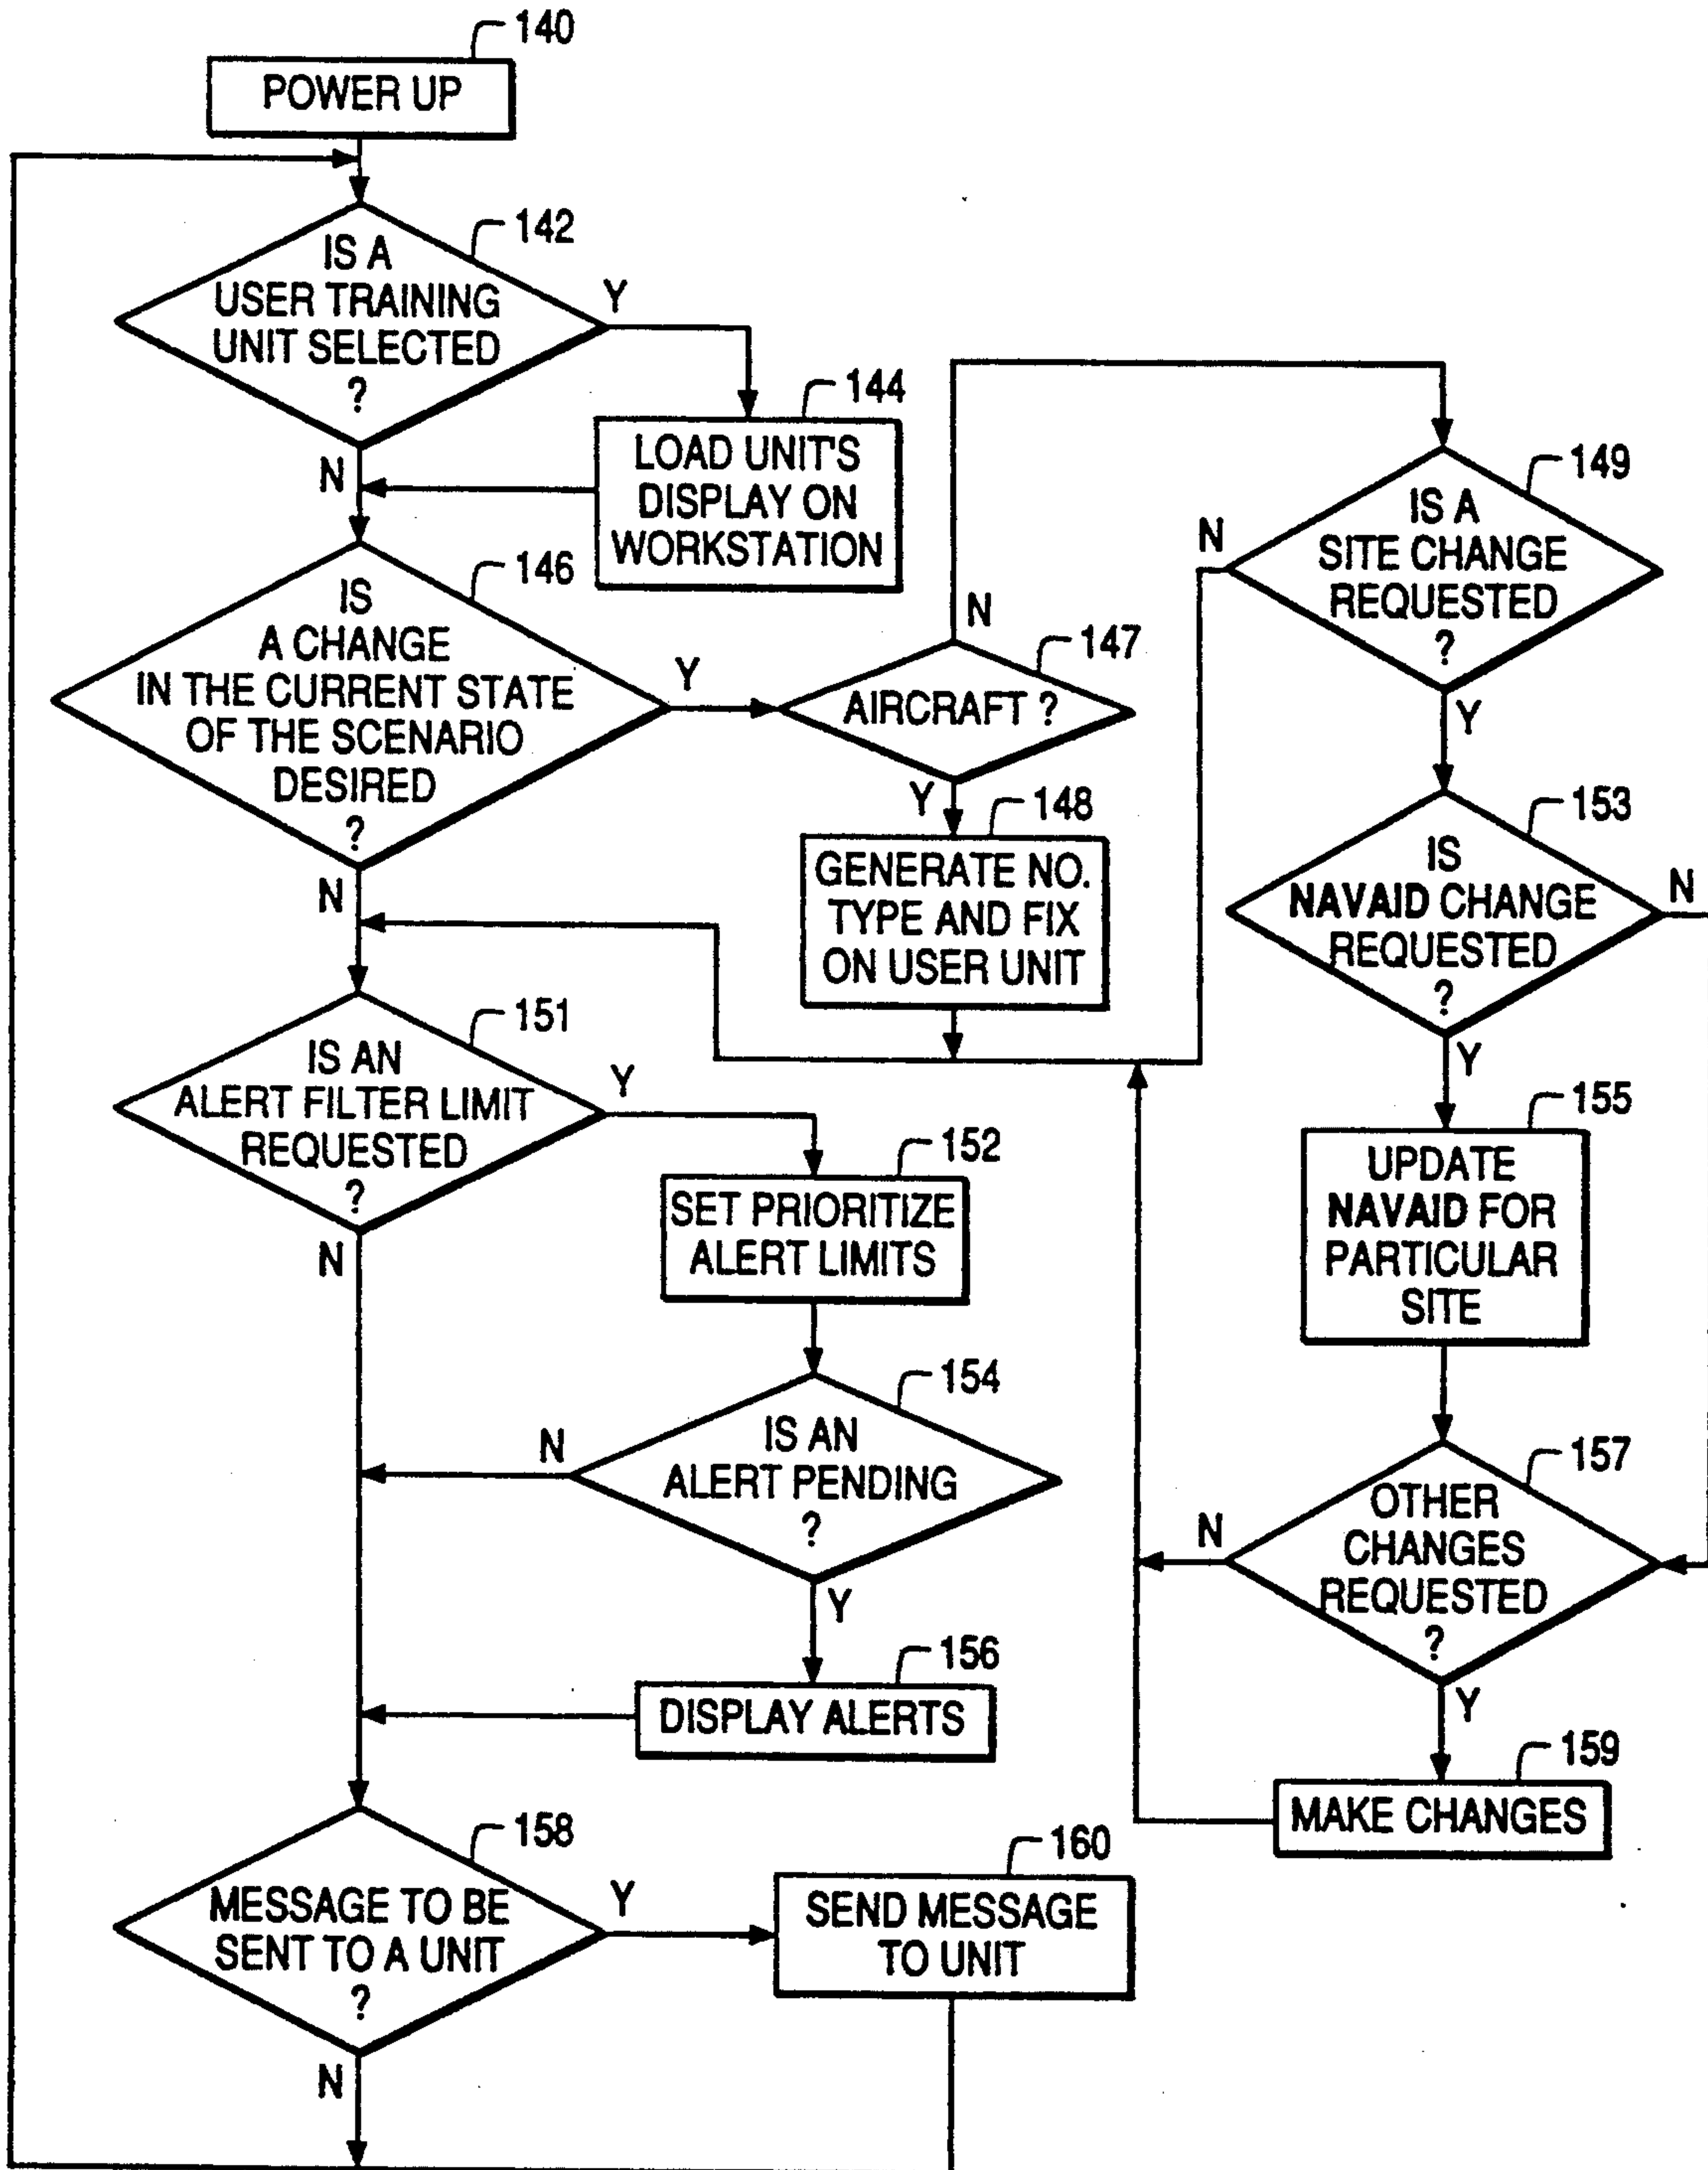 140
POWER UP
142
IS A
USER TRAINING
UNIT SELECTED
?
Y
N
144
LOAD UNIT'S
DISPLAY ON
WORKSTATION
146
IS
A CHANGE
IN THE CURRENT STATE
OF THE SCENARIO
DESIRED
?
Y
N
147
AIRCRAFT ?
N
Y
148
GENERATE NO.
TYPE AND FIX
ON USER UNIT
149
IS A
SITE CHANGE
REQUESTED
?
N
Y
153
IS
NAVAID CHANGE
REQUESTED
?
N
Y
155
UPDATE
NAVAID FOR
PARTICULAR
SITE
157
OTHER
CHANGES
REQUESTED
?
N
Y
159
MAKE CHANGES
151
IS AN
ALERT FILTER LIMIT
REQUESTED
?
Y
N
152
SET PRIORITIZE
ALERT LIMITS
154
IS AN
ALERT PENDING
?
N
Y
156
DISPLAY ALERTS
158
MESSAGE TO BE
SENT TO A UNIT
?
Y
N
160
SEND MESSAGE
TO UNIT